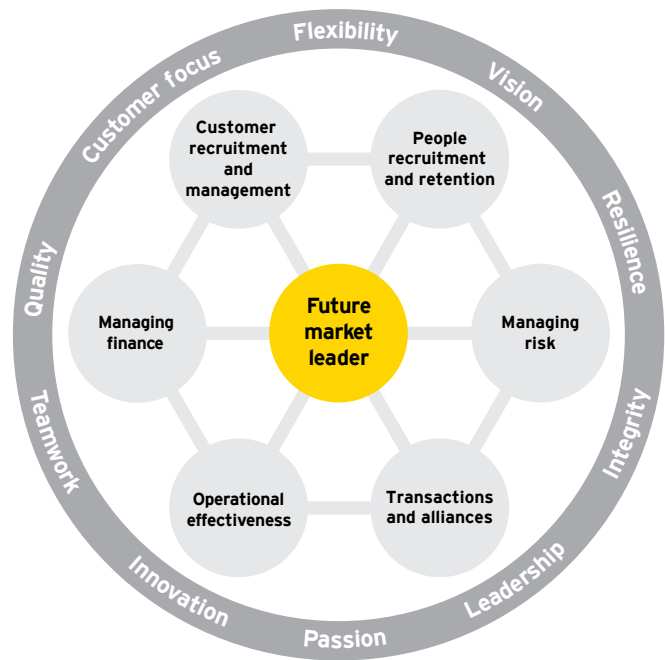 Flexibility
Vision
Resilience
Integrity
Leadership
Passion
Innovation
Teamwork
Quality
Customer focus
Customer
recruitment
and
management
People
recruitment
and retention
Managing
finance
Future
market
leader
Managing
risk
Operational
effectiveness
Transactions
and alliances